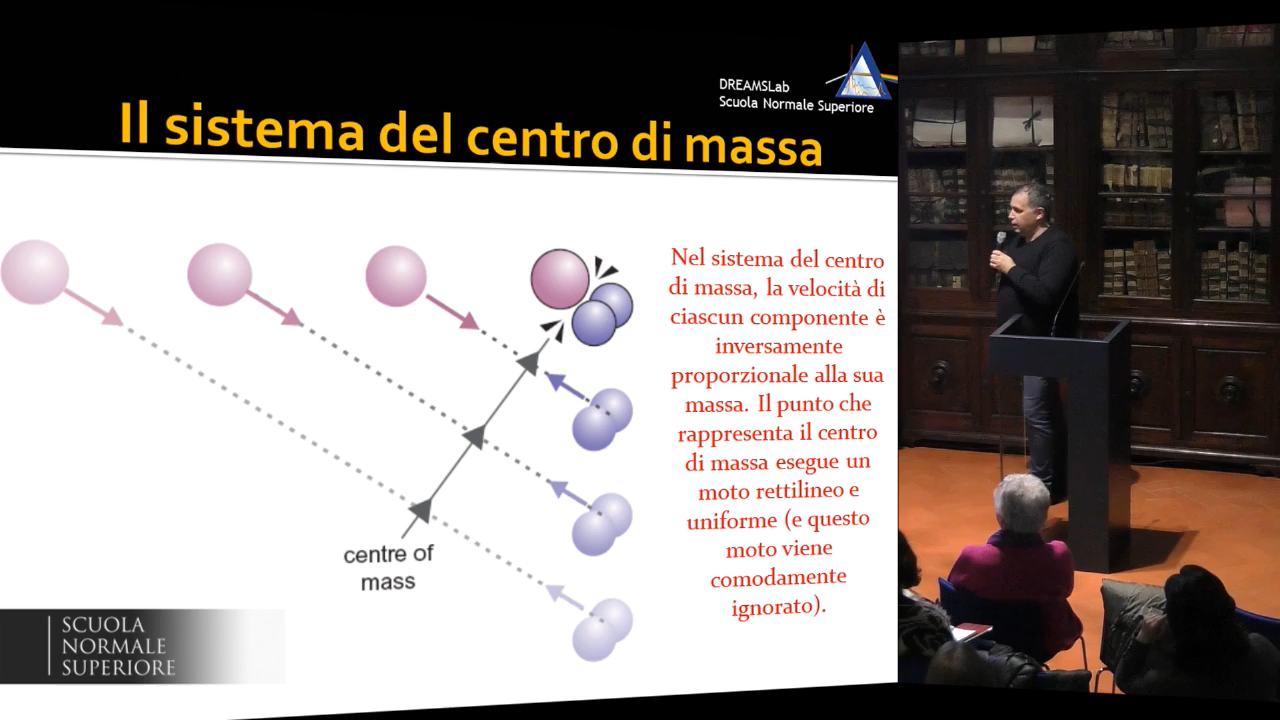 DREAMSLab
Scuola Normale Superiore
Il sistema del centro di massa
Nel sistema del centro
di massa, la velocità di
ciascun componente è
inversamente
proporzionale alla sua
massa. Il punto che
rappresenta il centro
di massa esegue un
moto rettilineo e
uniforme (e questo
moto viene
comodamente
ignorato).
centre of
mass
SCUOLA
NORMALE
SUPERIORE